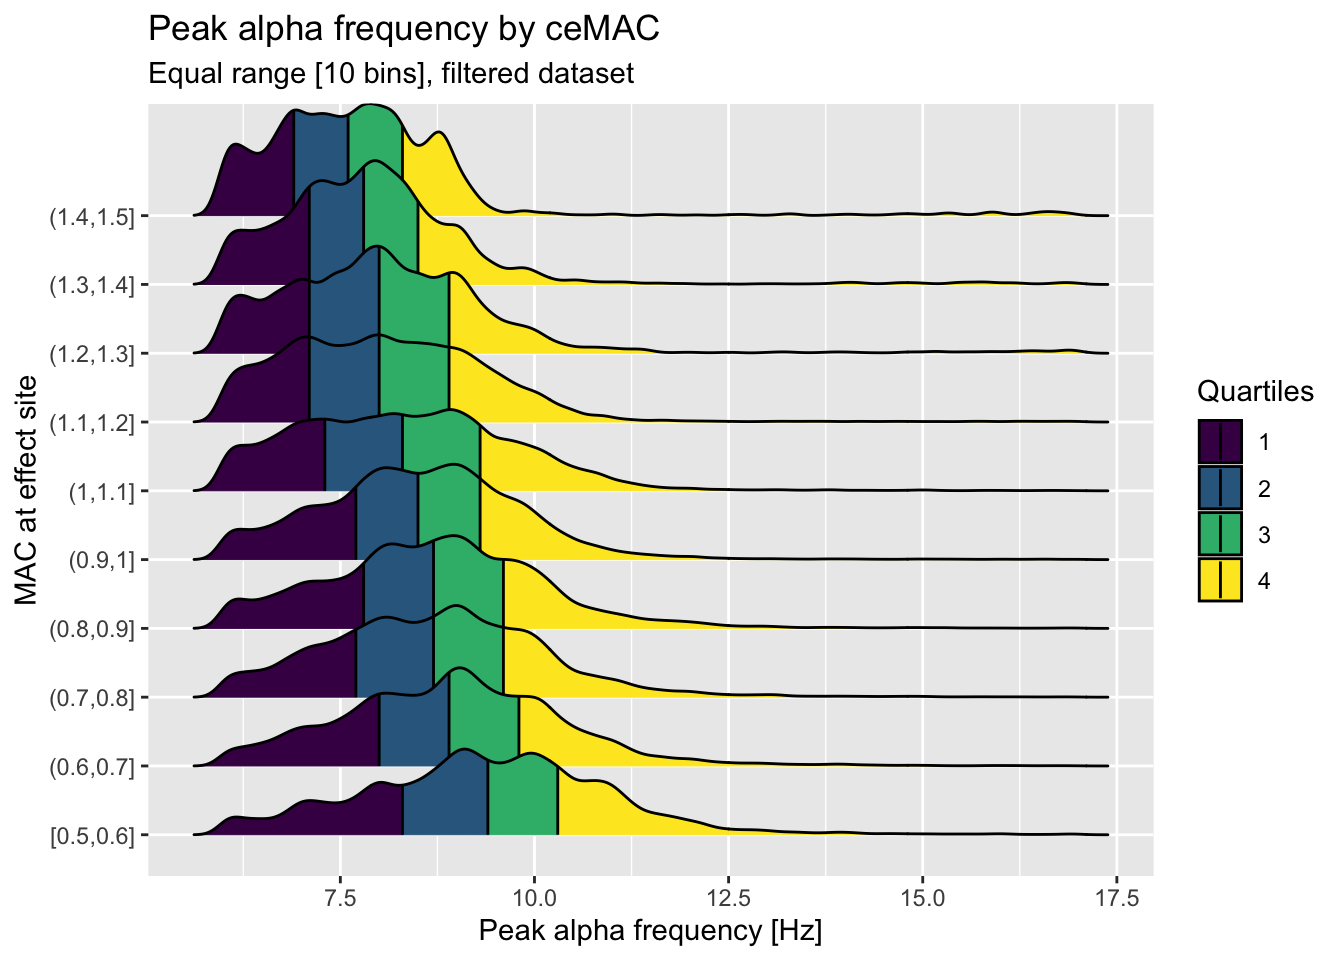 Peak alpha frequency by ceMAC
Equal range [10 bins], filtered dataset
MAC at effect site
(1.4,1.5]
(1.3,1.4]
(1.2,1.3]
(1.1,1.2]
(1,1.1]
(0.9,1]
(0.8,0.9]
(0.7,0.8]
(0.6,0.7]
[0.5,0.6]
7.5 10.0 12.5 15.0 17.5
Peak alpha frequency [Hz]
Quartiles
1
2
3
4